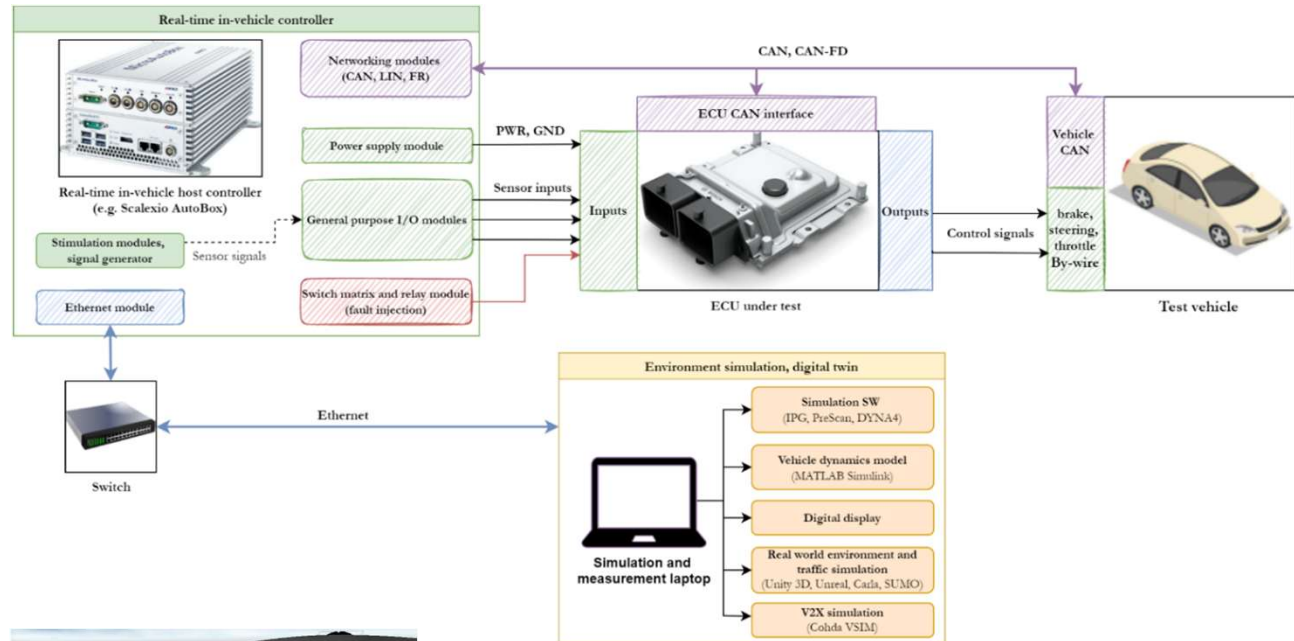 Real-time in-vehicle controller
Networking modules
(CAN, LIN, FR)
CAN, CAN-FD
Power supply module
PWR, GND
ECU CAN interface
Vehicle
CAN
Real-time in-vehicle host controller
(e.g. Scalexio AutoBox)
Sensor inputs
General purpose I/O modules
Inputs
Outputs
Control signals
brake,
steering,
throttle
By-wire
Stimulation modules,
signal generator
Sensor signals
Switch matrix and relay module
(fault injection)
Ethernet module
ECU under test
Test vehicle
Environment simulation, digital twin
Ethernet
Switch
Simulation SW
(IPG, PreScan, DYNA4)
Vehicle dynamics model
(MATLAB Simulink)
Digital display
Simulation and
measurement laptop
Real world environment and
traffic simulation
(Unity 3D, Unreal, Carla, SUMO)
V2X simulation
(Cohda VSIM)